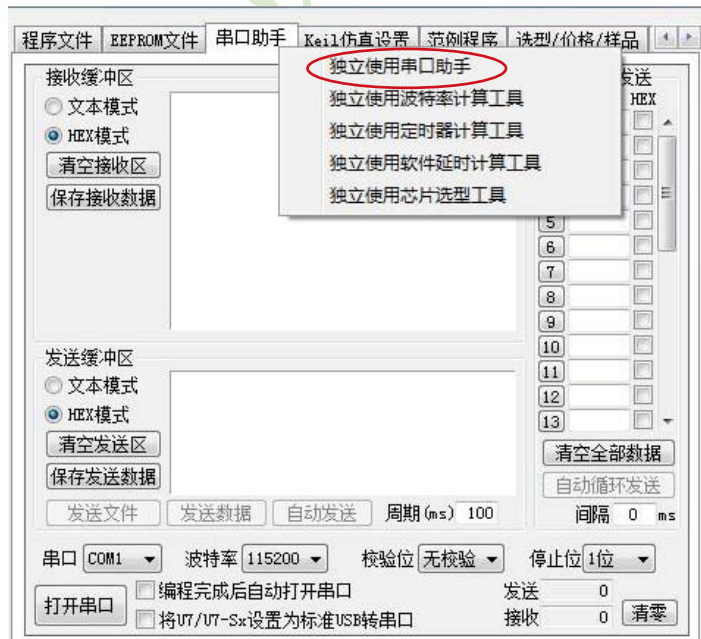 程序文件 EEPROM文件 串口助手 Keil仿真设置 范例程序 选型/价格/样品
独立使用串口助手
独立使用波特率计算工具
独立使用定时器计算工具
独立使用软件延时计算工具
独立使用芯片选型工具
接收缓冲区
文本模式
HEX模式
清空接收区
保存接收数据
发送
HEX
5
6
7
8
9
10
11
12
13
发送缓冲区
文本模式
HEX模式
清空发送区
保存发送数据
清空全部数据
自动循环发送
发送文件 发送数据 自动发送 周期(ms) 100
间隔 0 ms
串口 COM1 波特率 115200 校验位 无校验 停止位 1位
打开串口
编程完成后自动打开串口
将U7/U7-Sx设置为标准USB转串口
发送 0
接收 0
清零